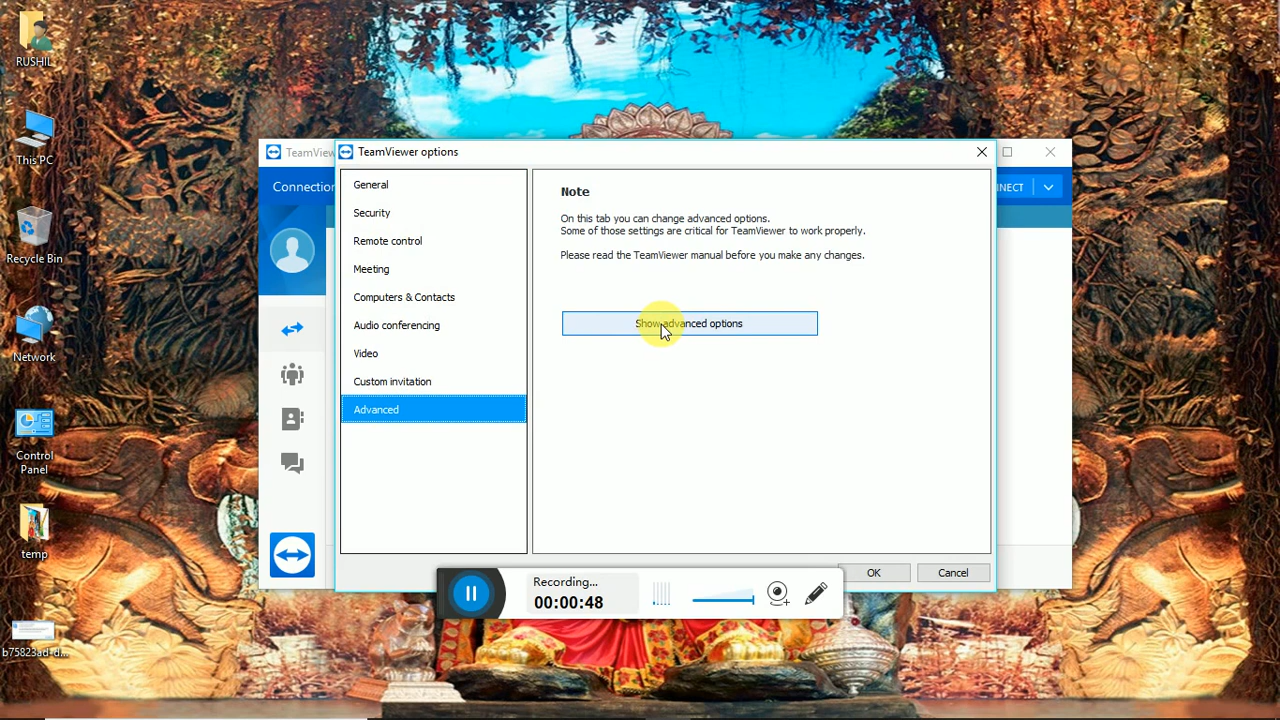 RUSHIL
This PC
Recycle Bin
Network
Control
Panel
temp
b75823ad-d...
TeamView
Connection
NECT
TeamViewer options
General
Security
Remote control
Meeting
Computers & Contacts
Audio conferencing
Video
Custom invitation
Advanced
Note
On this tab you can change advanced options.
Some of those settings are critical for TeamViewer to work properly.
Please read the TeamViewer manual before you make any changes.
Show advanced options
OK
Cancel
Recording...
00:00:48